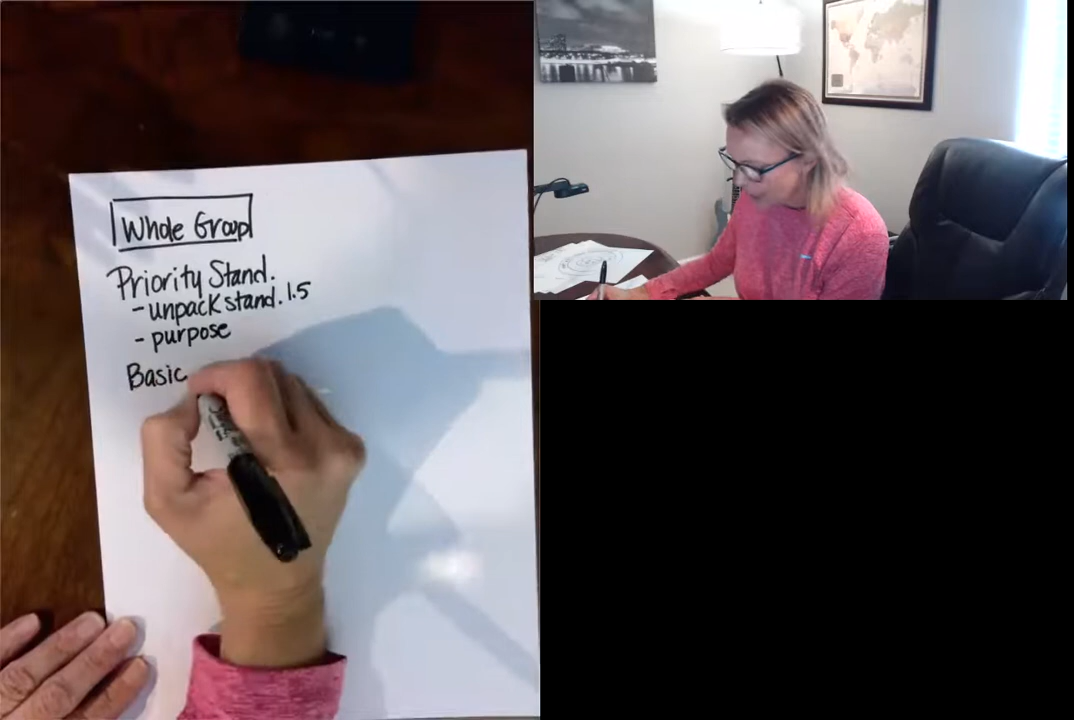 Whole Group
Priority Stand.
- unpack stand. 1.5
- purpose
Basic